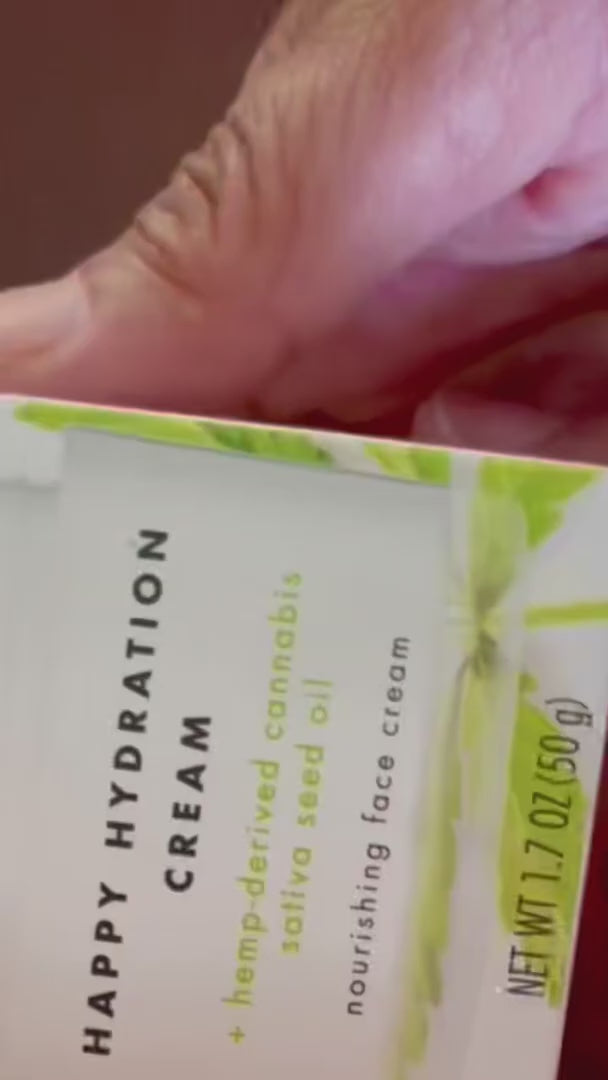 HAPPY HYDRATION
CREAM
+ hemp-derived cannabis
sativa seed oil
nourishing face cream
NET WT 1.7 OZ (50 g)